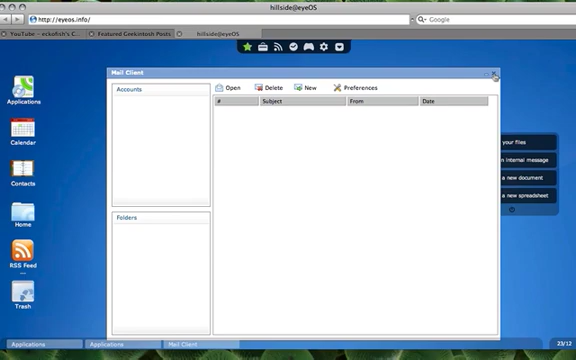 hillside@eyeOS
http://eyeos.info/
Google
YouTube – eckofish's C...
Featured Geekintosh Posts
hillside@eyeOS
Applications
Calendar
Contacts
Home
RSS Feed
...
Trash
Mail Client
Accounts
Folders
Open
Delete
New
Preferences
#
Subject
From
Date
your files
n internal message
a new document
a new spreadsheet
Applications
Applications
Mail Client
23/12